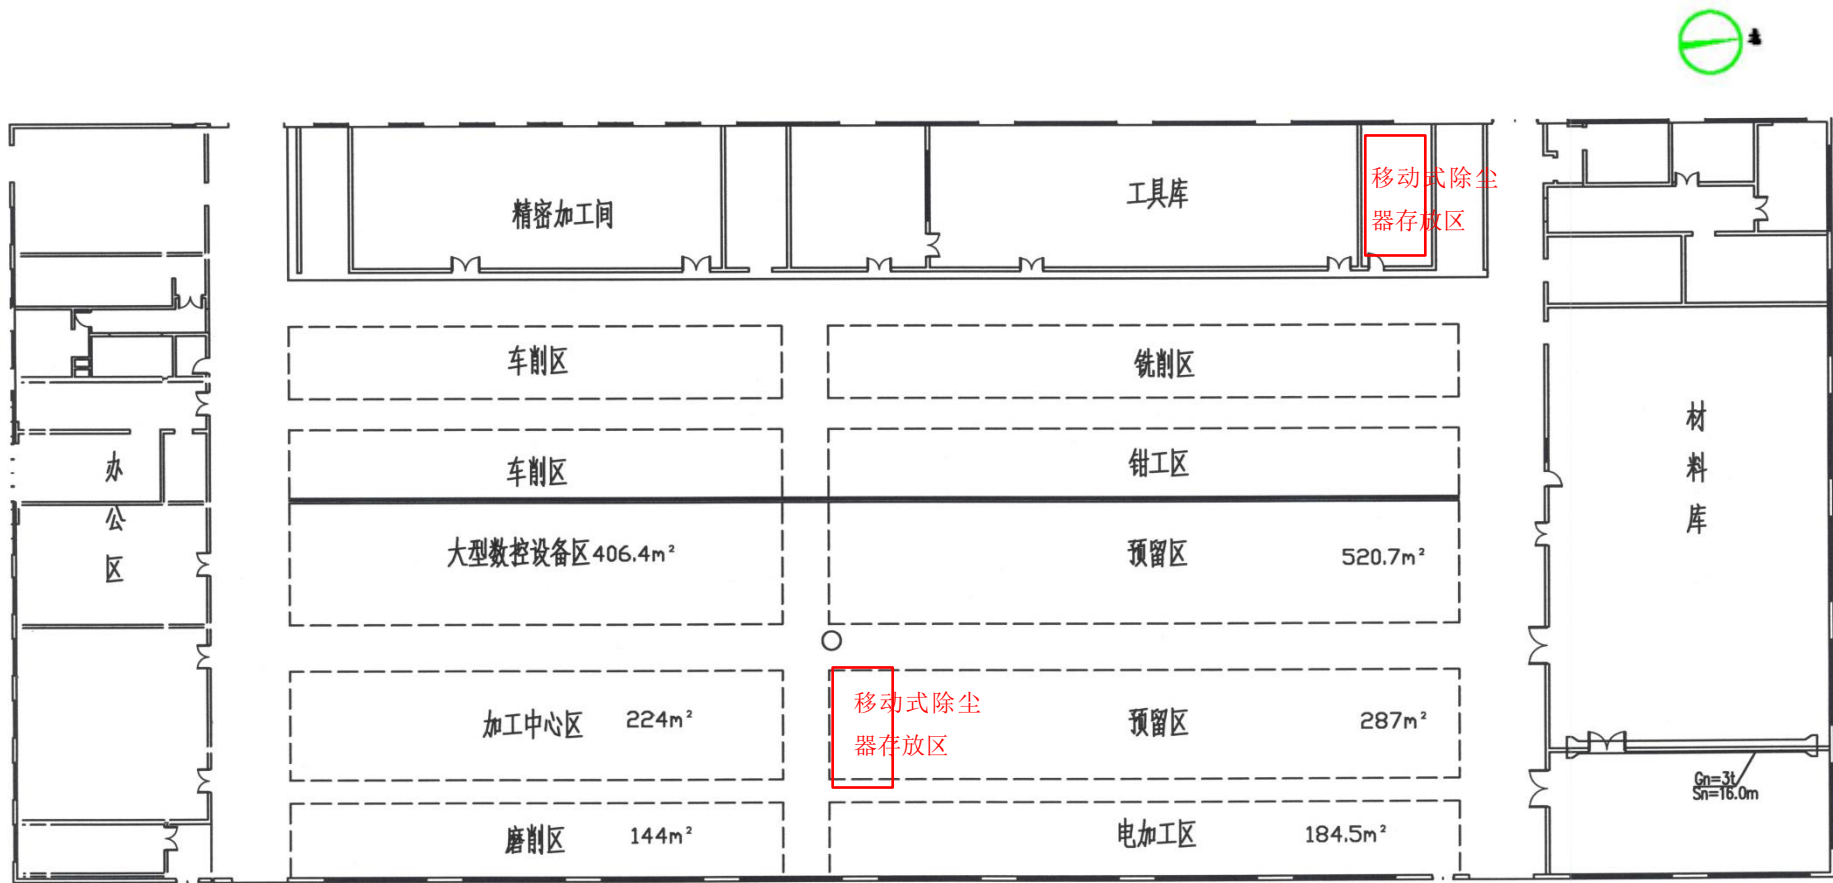 精密加工间
工具库
移动式除尘
器存放区
车削区
铣削区
车削区
钳工区
办公区
材料库
大型数控设备区406.4m²
预留区
520.7m²
加工中心区
224m²
移动式除尘
器存放区
预留区
287m²
Gn=3t
Sn=16.0m
磨削区
144m²
电加工区
184.5m²